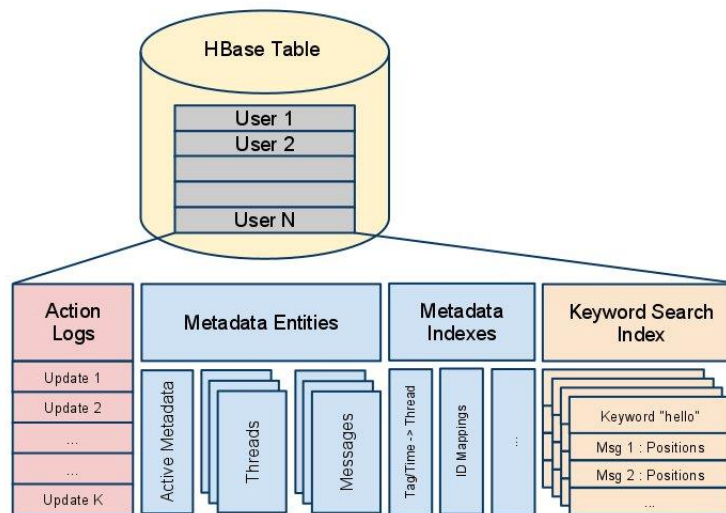 HBase Table
User 1
User 2
User N
Action
Logs
Metadata Entities
Metadata
Indexes
Keyword Search
Index
Update 1
Update 2
...
...
Update K
Active Metadata
Threads
Messages
Tag/Time -> Thread
ID Mappings
...
Keyword "hello"
Msg 1 : Positions
Msg 2 : Positions
...